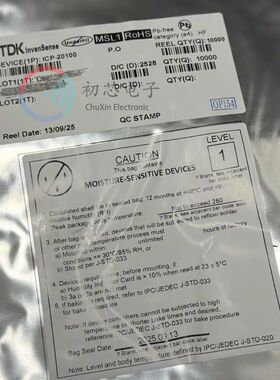 TDK InvenSense
MSL1 RoHS
Pb-free
category (e4) HF
DEVICE(1P): ICP-20100
P.O
REEL QTY(Q): 10000
D/C (D): 2528
QTY(Q): 10000
LOT1(1T):
D/C(D):
LOT2(1T):
初芯电子
ChuXin Electronic
Reel Date: 13/09/25
QC STAMP
QP154
CAUTION
This bag contains
MOISTURE-SENSITIVE DEVICES
LEVEL
1
If blank, see adjacent
bar code label
1. Calculated shelf life in sealed bag: 12 months at <40°C and <90%
relative humidity (RH)
2. Peak package body temperature: Not to exceed 260
If blank, see adjacent bar code label
3. After bag is opened, devices that will be subjected to reflow solder
or other high temperature process must
a) Mounted within: hours of factory
conditions <=30°C/85% RH, or
b) Stored per J-STD-033
4. Devices require bake, before mounting, if:
a) Humidity Indicator Card is > 10% when read at 23 ± 5°C
b) 3a or 3b are not met
5. If baking is required, refer to IPC/JEDEC J-STD-033
for bake procedure
Note: If device containers cannot be subjected to high
temperature or shorter bake times are desired,
reference IPC/JEDEC J-STD-033 for bake procedure
Bag Seal Date:
If blank, see adjacent bar code label
Note: Level and body temperature defined by IPC/JEDEC J-STD-020